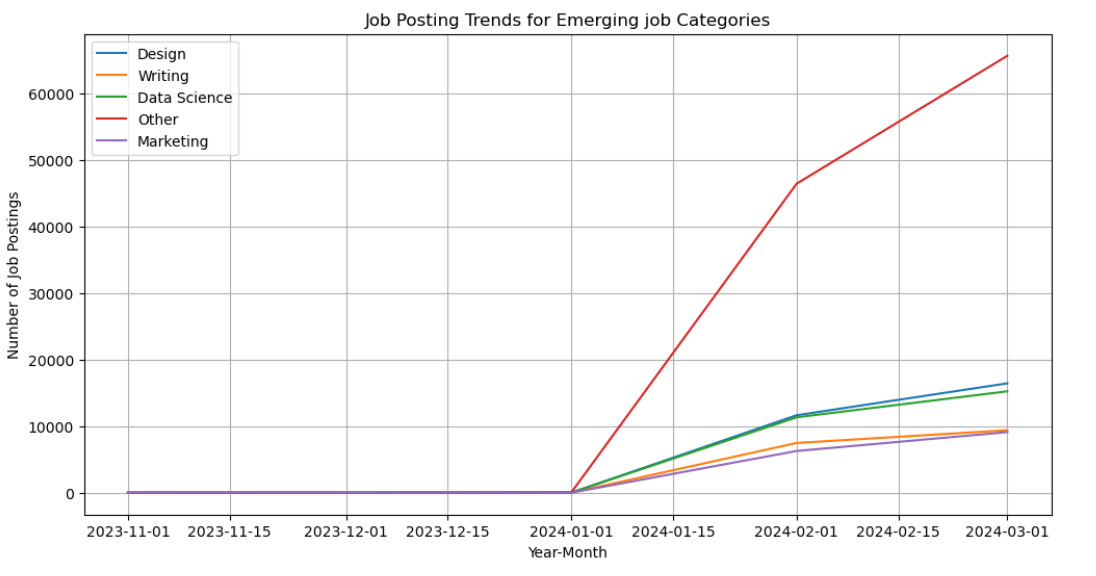 Job Posting Trends for Emerging job Categories
Design
Writing
Data Science
Other
Marketing
Number of Job Postings
60000
50000
40000
30000
20000
10000
0
2023-11-01 2023-11-15 2023-12-01 2023-12-15 2024-01-01 2024-01-15 2024-02-01 2024-02-15 2024-03-01
Year-Month